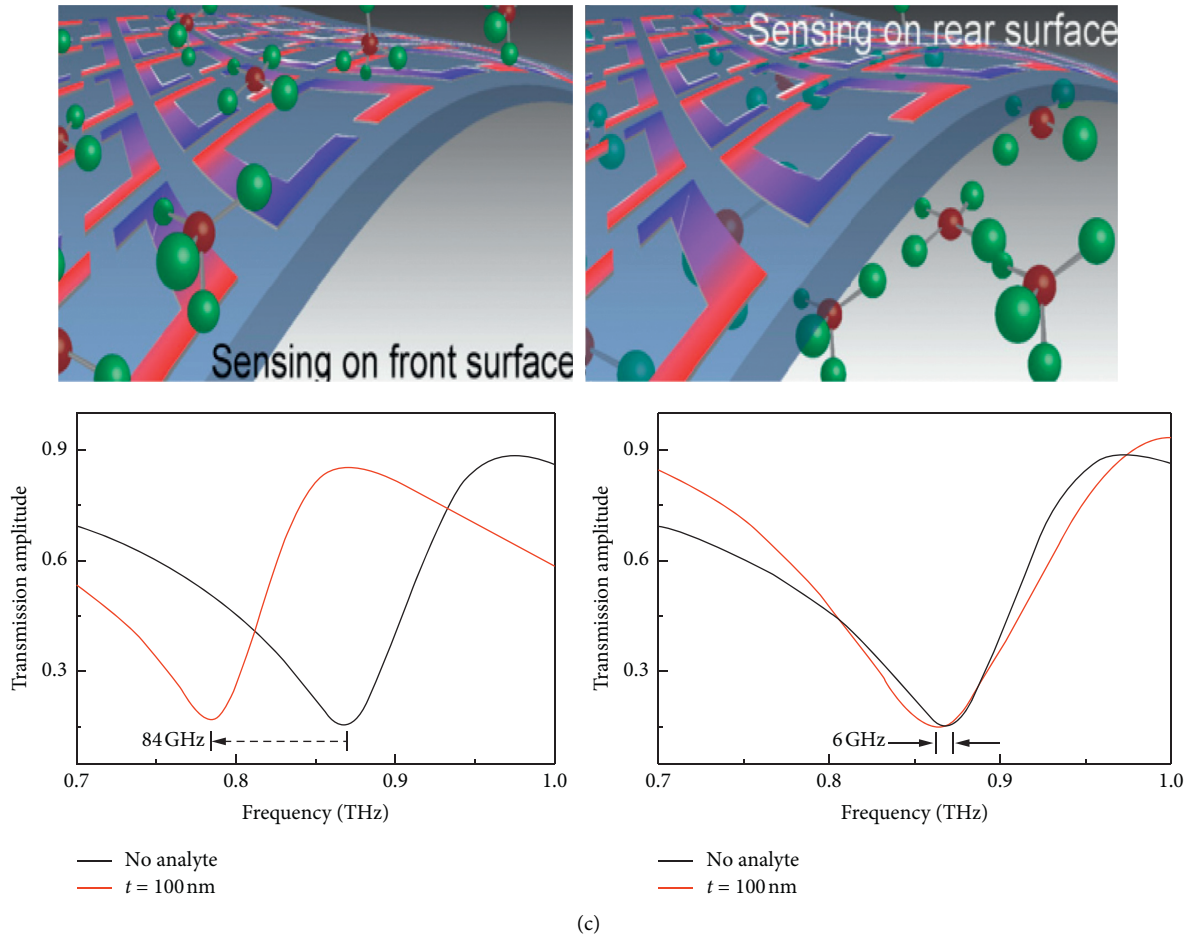 Sensing on front surface
Sensing on rear surface
Transmission amplitude
0.9
0.6
0.3
84 GHz
0.7
0.8
0.9
1.0
Frequency (THz)
No analyte
t = 100 nm
Transmission amplitude
0.9
0.6
0.3
6 GHz
0.7
0.8
0.9
1.0
Frequency (THz)
No analyte
t = 100 nm
(c)